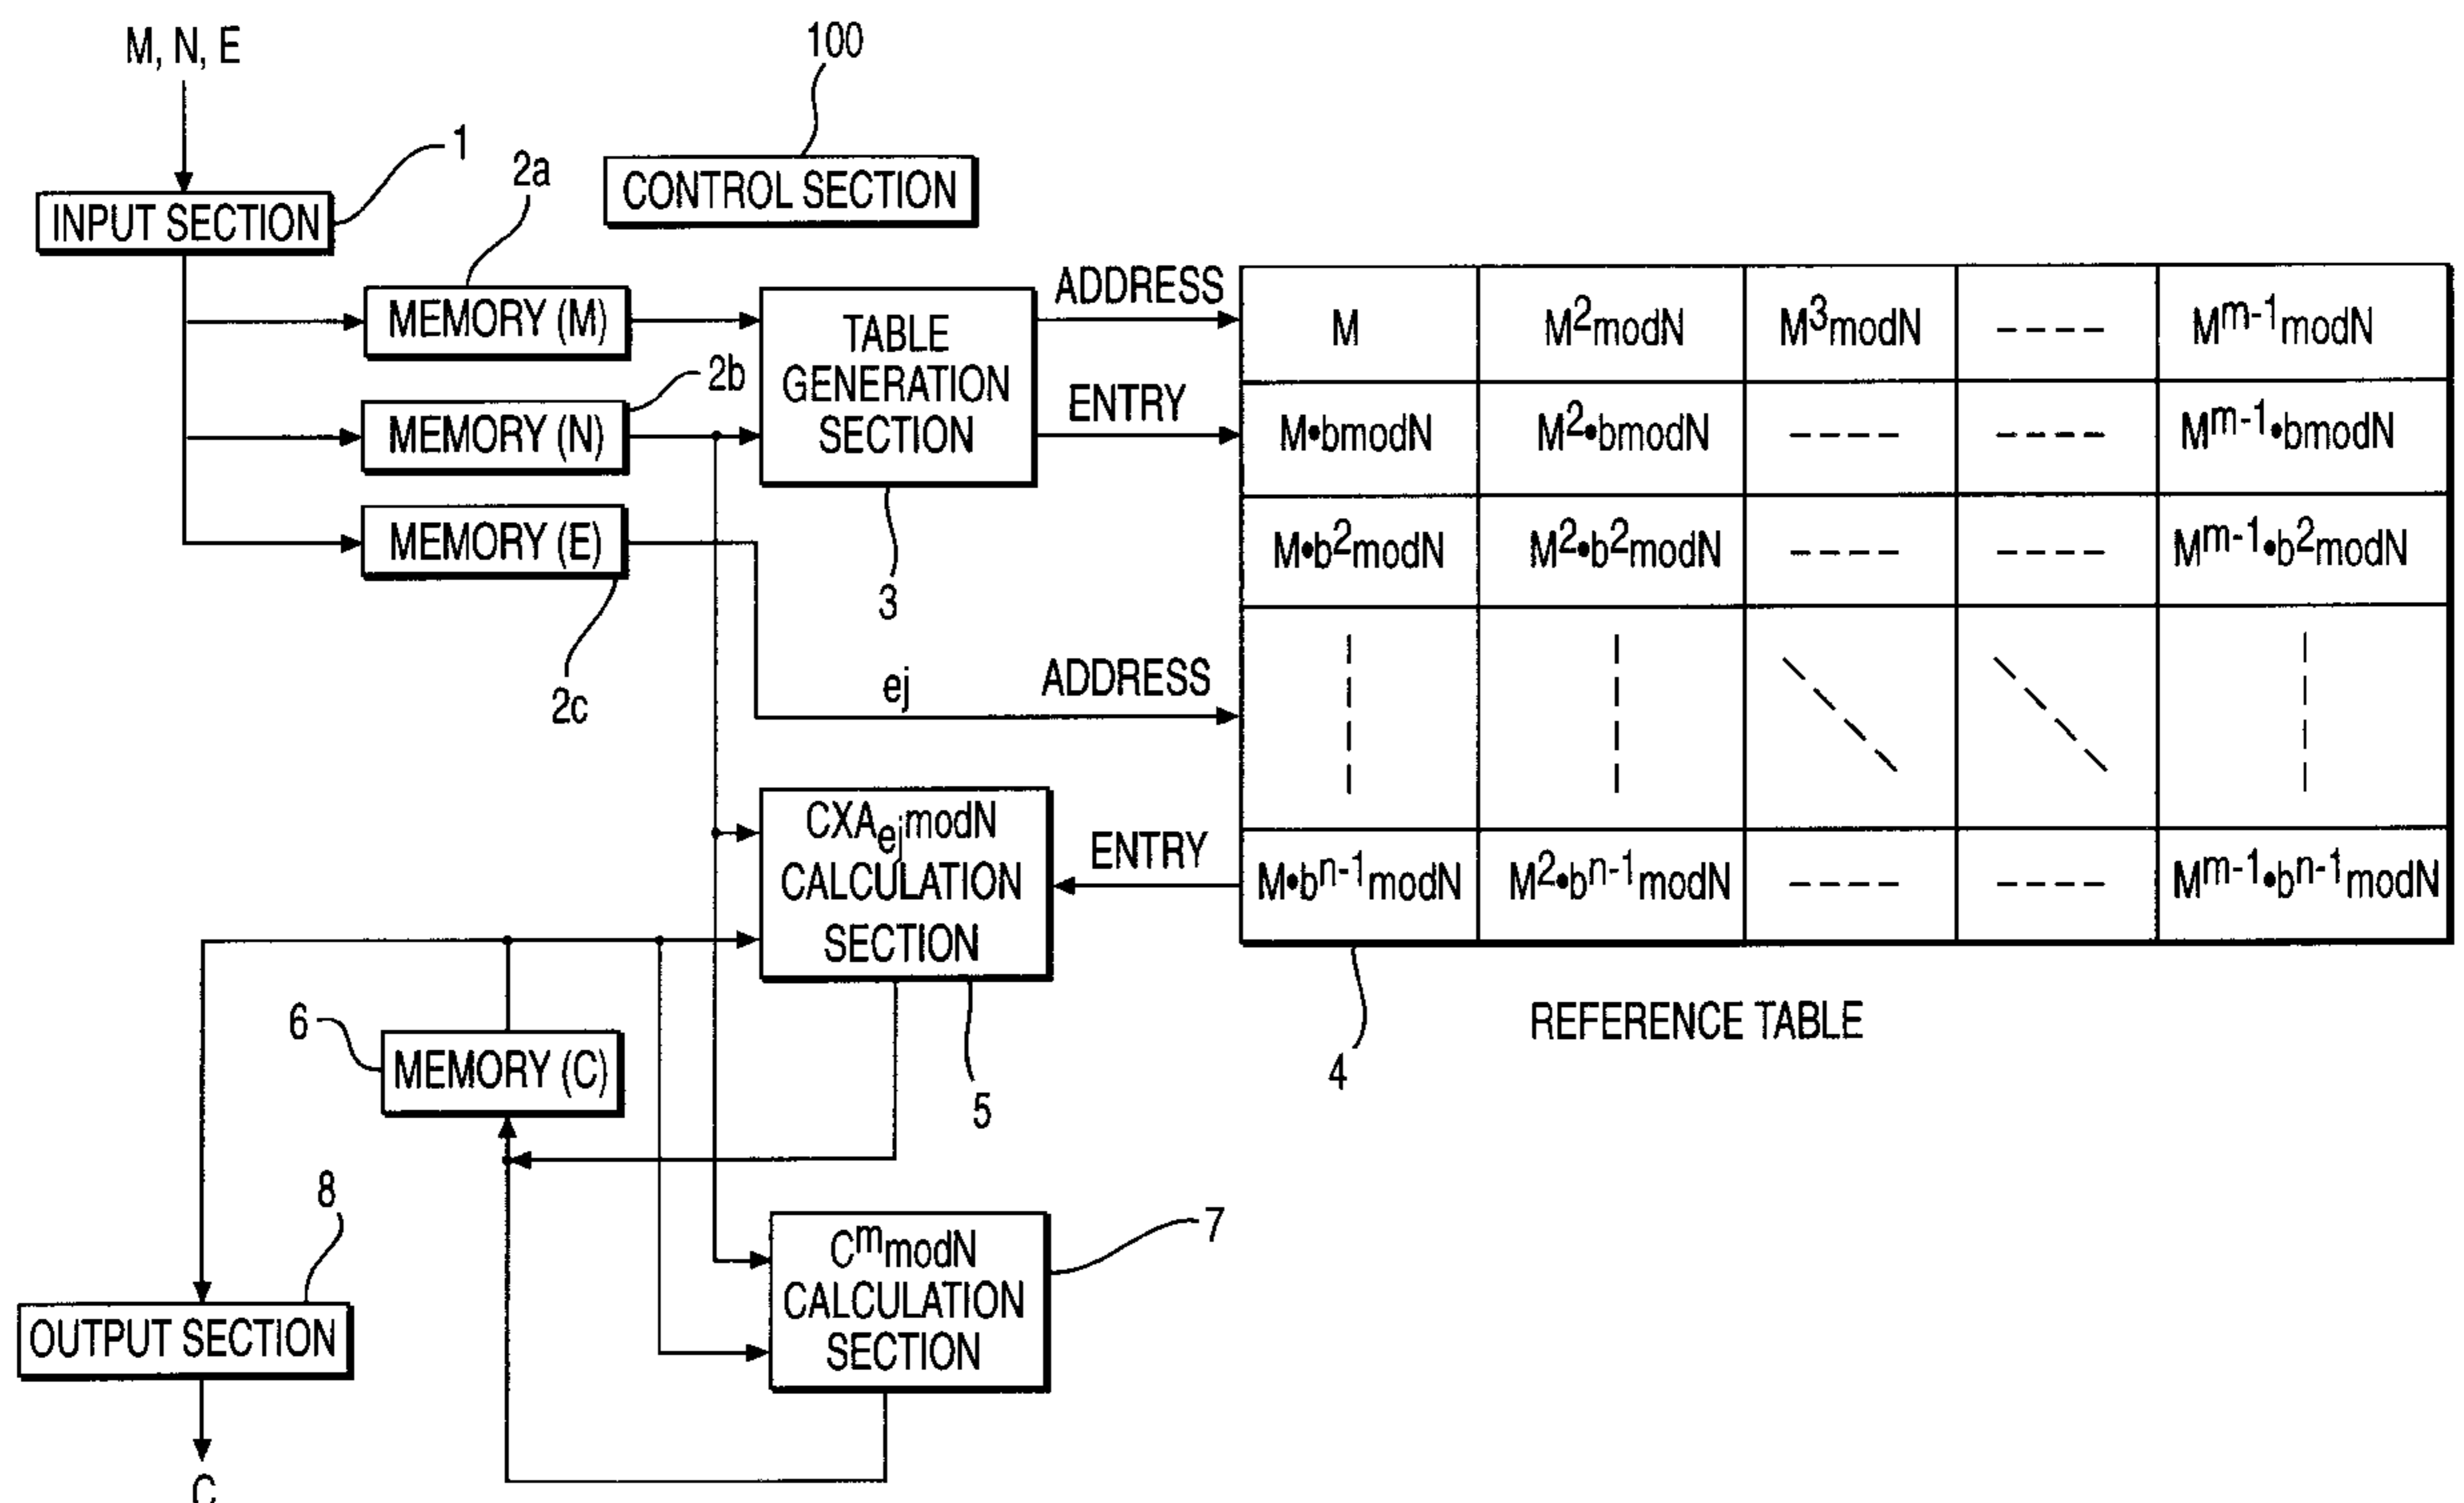 M, N, E
100
1
2a
CONTROL SECTION
INPUT SECTION
MEMORY (M)
2b
MEMORY (N)
MEMORY (E)
2c
TABLE
GENERATION
SECTION
3
ADDRESS
ENTRY
ej
ADDRESS
M M²modN M³modN ---- Mᵐ⁻¹modN
M•bmodN M²•bmodN ---- ---- Mᵐ⁻¹•bmodN
M•b²modN M²•b²modN ---- ---- Mᵐ⁻¹•b²modN
M•bⁿ⁻¹modN M²•bⁿ⁻¹modN ---- ---- Mᵐ⁻¹•bⁿ⁻¹modN
CXAₑⱼmodN
CALCULATION
SECTION
ENTRY
5
4
REFERENCE TABLE
6
MEMORY (C)
8
OUTPUT SECTION
C
CᵐmodN
CALCULATION
SECTION
7